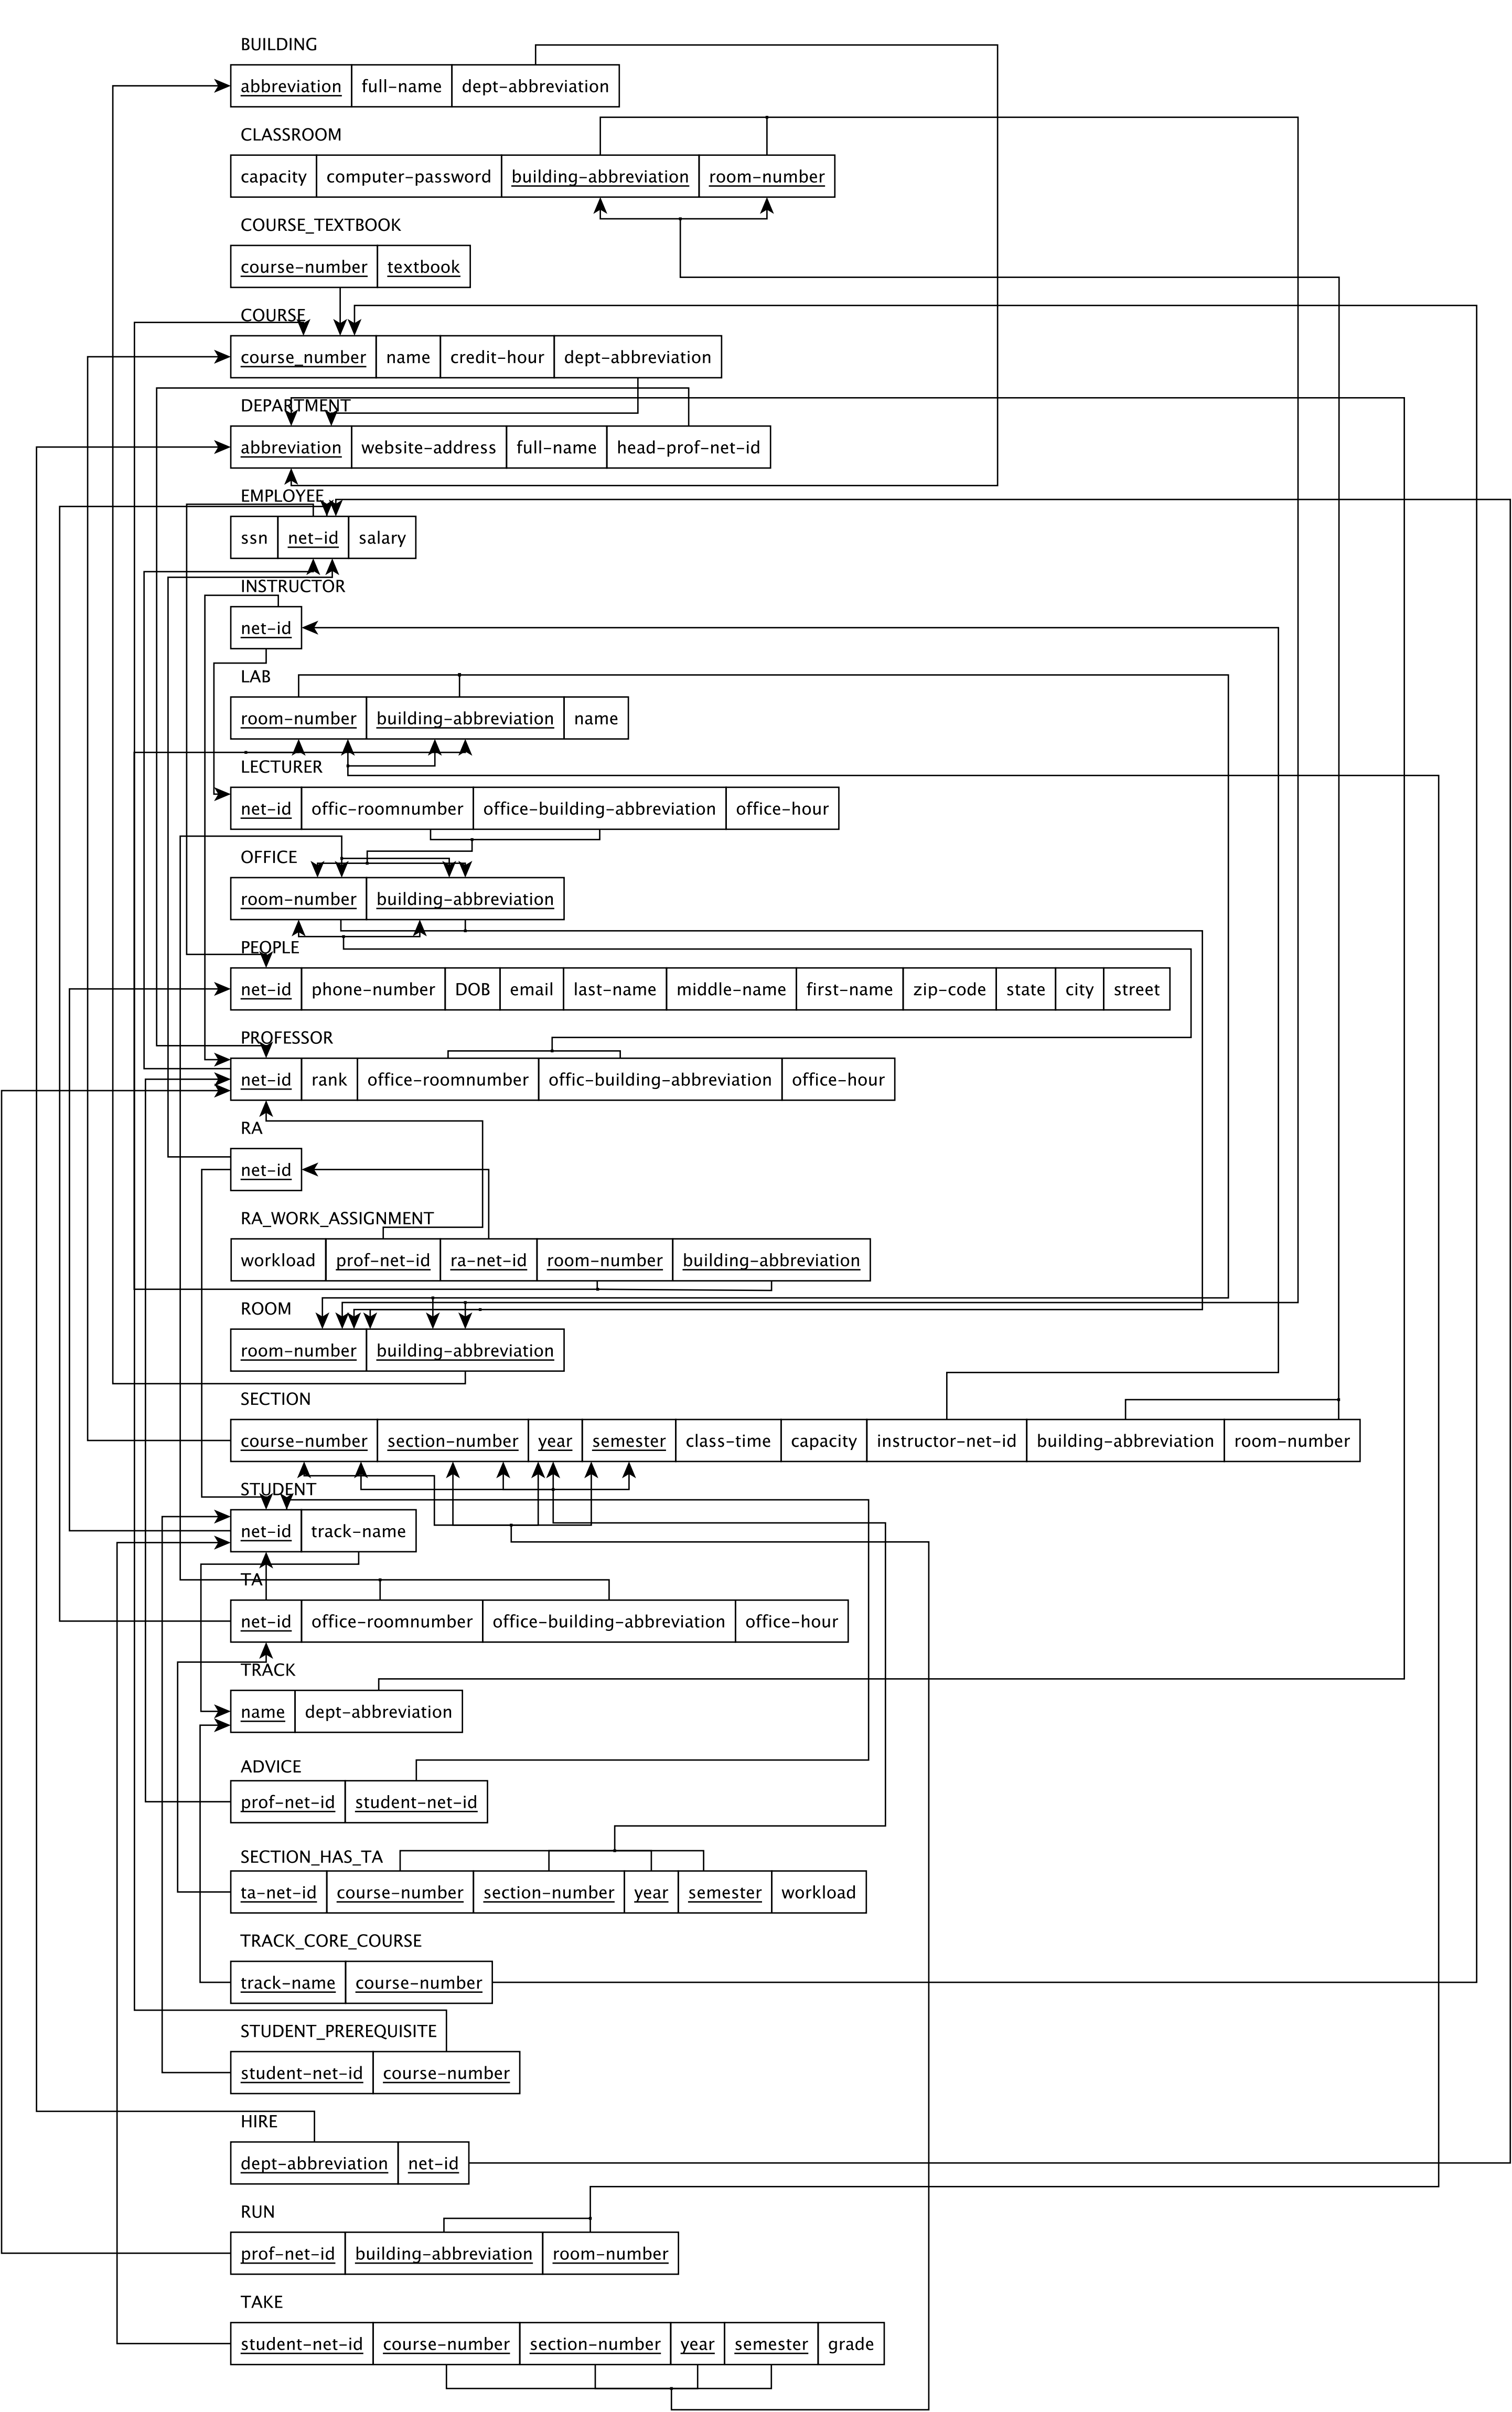 BUILDING
abbreviation full-name dept-abbreviation
CLASSROOM
capacity computer-password building-abbreviation room-number
COURSE_TEXTBOOK
course-number textbook
COURSE
course_number name credit-hour dept-abbreviation
DEPARTMENT
abbreviation website-address full-name head-prof-net-id
EMPLOYEE
ssn net-id salary
INSTRUCTOR
net-id
LAB
room-number building-abbreviation name
LECTURER
net-id offic-roomnumber office-building-abbreviation office-hour
OFFICE
room-number building-abbreviation
PEOPLE
net-id phone-number DOB email last-name middle-name first-name zip-code state city street
PROFESSOR
net-id rank office-roomnumber offic-building-abbreviation office-hour
RA
net-id
RA_WORK_ASSIGNMENT
workload prof-net-id ra-net-id room-number building-abbreviation
ROOM
room-number building-abbreviation
SECTION
course-number section-number year semester class-time capacity instructor-net-id building-abbreviation room-number
STUDENT
net-id track-name
TA
net-id office-roomnumber office-building-abbreviation office-hour
TRACK
name dept-abbreviation
ADVICE
prof-net-id student-net-id
SECTION_HAS_TA
ta-net-id course-number section-number year semester workload
TRACK_CORE_COURSE
track-name course-number
STUDENT_PREREQUISITE
student-net-id course-number
HIRE
dept-abbreviation net-id
RUN
prof-net-id building-abbreviation room-number
TAKE
student-net-id course-number section-number year semester grade